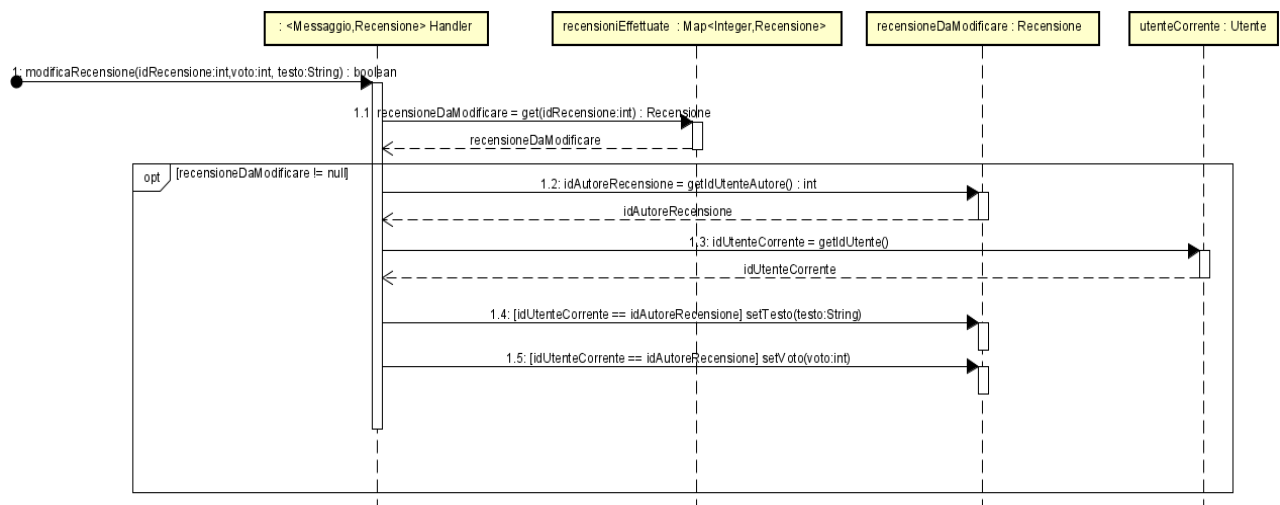 : <Messaggio,Recensione> Handler
recensioniEffettuate : Map<Integer,Recensione>
recensioneDaModificare : Recensione
utenteCorrente : Utente
1: modificaRecensione(idRecensione:int,voto:int, testo:String) : boolean
1.1: recensioneDaModificare = get(idRecensione:int) : Recensione
recensioneDaModificare
opt
[recensioneDaModificare != null]
1.2: idAutoreRecensione = getIdUtenteAutore() : int
idAutoreRecensione
1.3: idUtenteCorrente = getIdUtente()
idUtenteCorrente
1.4: [idUtenteCorrente == idAutoreRecensione] setTesto(testo:String)
1.5: [idUtenteCorrente == idAutoreRecensione] setVoto(voto:int)